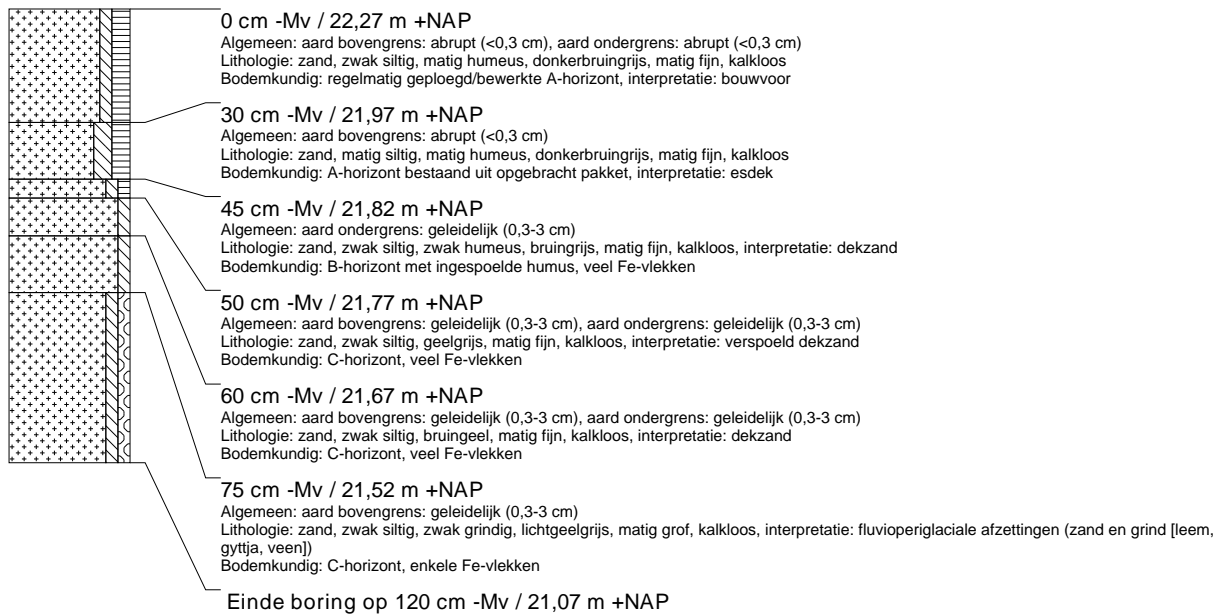 0 cm -Mv / 22,27 m +NAP
Algemeen: aard bovengrens: abrupt (<0,3 cm), aard ondergrens: abrupt (<0,3 cm)
Lithologie: zand, zwak siltig, matig humeus, donkerbruingrijs, matig fijn, kalkloos
Bodemkundig: regelmatig geploegd/bewerkte A-horizont, interpretatie: bouwvoor
30 cm -Mv / 21,97 m +NAP
Algemeen: aard bovengrens: abrupt (<0,3 cm)
Lithologie: zand, matig siltig, matig humeus, donkerbruingrijs, matig fijn, kalkloos
Bodemkundig: A-horizont bestaand uit opgebracht pakket, interpretatie: esdek
45 cm -Mv / 21,82 m +NAP
Algemeen: aard ondergrens: geleidelijk (0,3-3 cm)
Lithologie: zand, zwak siltig, zwak humeus, bruingrijs, matig fijn, kalkloos, interpretatie: dekzand
Bodemkundig: B-horizont met ingespoelde humus, veel Fe-vlekken
50 cm -Mv / 21,77 m +NAP
Algemeen: aard bovengrens: geleidelijk (0,3-3 cm), aard ondergrens: geleidelijk (0,3-3 cm)
Lithologie: zand, zwak siltig, geelgrijs, matig fijn, kalkloos, interpretatie: verspoeld dekzand
Bodemkundig: C-horizont, veel Fe-vlekken
60 cm -Mv / 21,67 m +NAP
Algemeen: aard bovengrens: geleidelijk (0,3-3 cm), aard ondergrens: geleidelijk (0,3-3 cm)
Lithologie: zand, zwak siltig, bruingeel, matig fijn, kalkloos, interpretatie: dekzand
Bodemkundig: C-horizont, veel Fe-vlekken
75 cm -Mv / 21,52 m +NAP
Algemeen: aard bovengrens: geleidelijk (0,3-3 cm)
Lithologie: zand, zwak siltig, zwak grindig, lichtgeelgrijs, matig grof, kalkloos, interpretatie: fluvioperiglaciale afzettingen (zand en grind [leem,
gyttja, veen])
Bodemkundig: C-horizont, enkele Fe-vlekken
Einde boring op 120 cm -Mv / 21,07 m +NAP